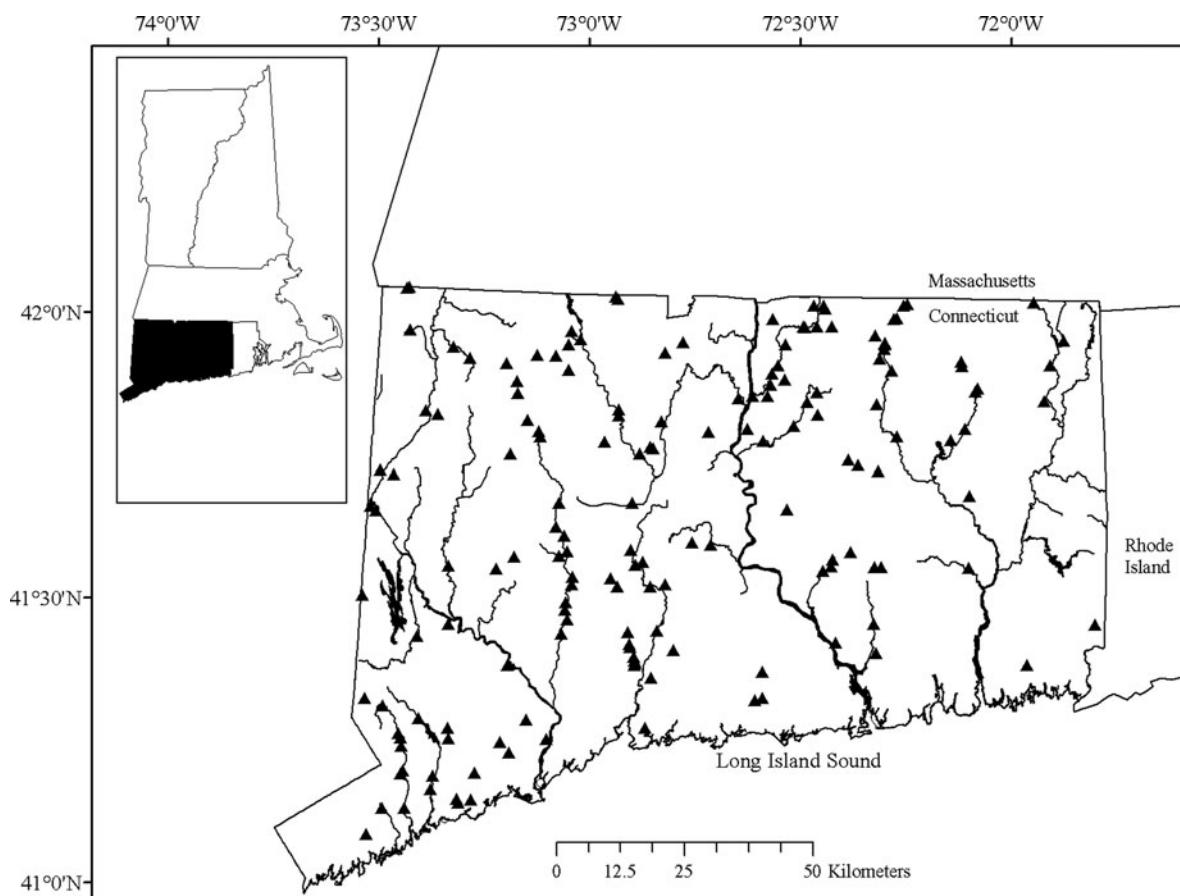 74°0'W 73°30'W 73°0'W 72°30'W 72°0'W
Massachusetts
42°0'N
Connecticut
Rhode
Island
41°30'N
Long Island Sound
0 12.5 25 50 Kilometers
41°0'N